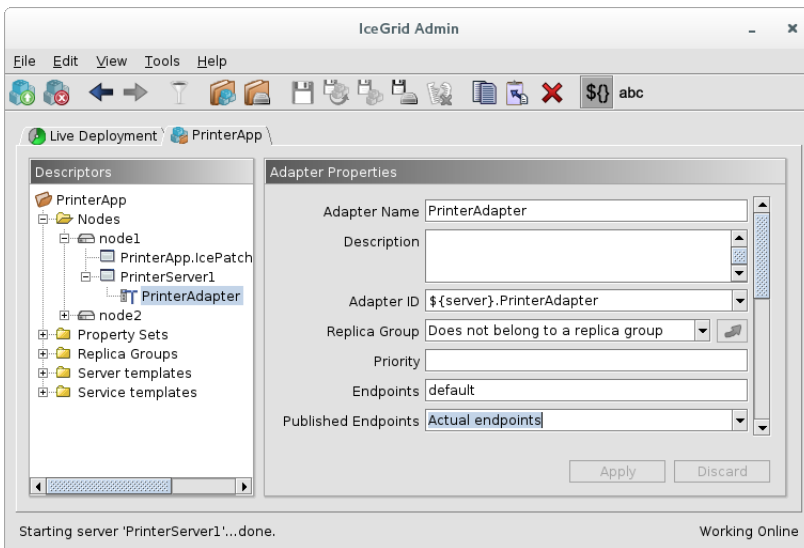 IceGrid Admin
File Edit View Tools Help
${} abc
Live Deployment PrinterApp
Descriptors
PrinterApp
Nodes
node1
PrinterApp.IcePatch
PrinterServer1
PrinterAdapter
node2
Property Sets
Replica Groups
Server templates
Service templates
Adapter Properties
Adapter Name PrinterAdapter
Description
Adapter ID ${server}.PrinterAdapter
Replica Group Does not belong to a replica group
Priority
Endpoints default
Published Endpoints Actual endpoints
Apply Discard
Starting server 'PrinterServer1'...done. Working Online